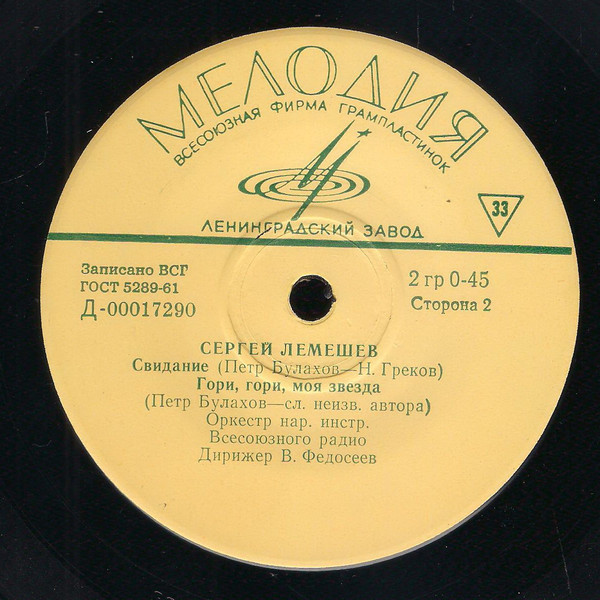 МЕЛОДИЯ
ВСЕСОЮЗНАЯ ФИРМА ГРАМПЛАСТИНОК
33
ЛЕНИНГРАДСКИЙ ЗАВОД
Записано ВСГ
ГОСТ 5289-61
Д-00017290
2 гр 0-45
Сторона 2
СЕРГЕЙ ЛЕМЕШЕВ
Свидание (Петр Булахов—Н. Греков)
Гори, гори, моя звезда
(Петр Булахов—сл. неизв. автора)
Оркестр нар. инстр.
Всесоюзного радио
Дирижер В. Федосеев